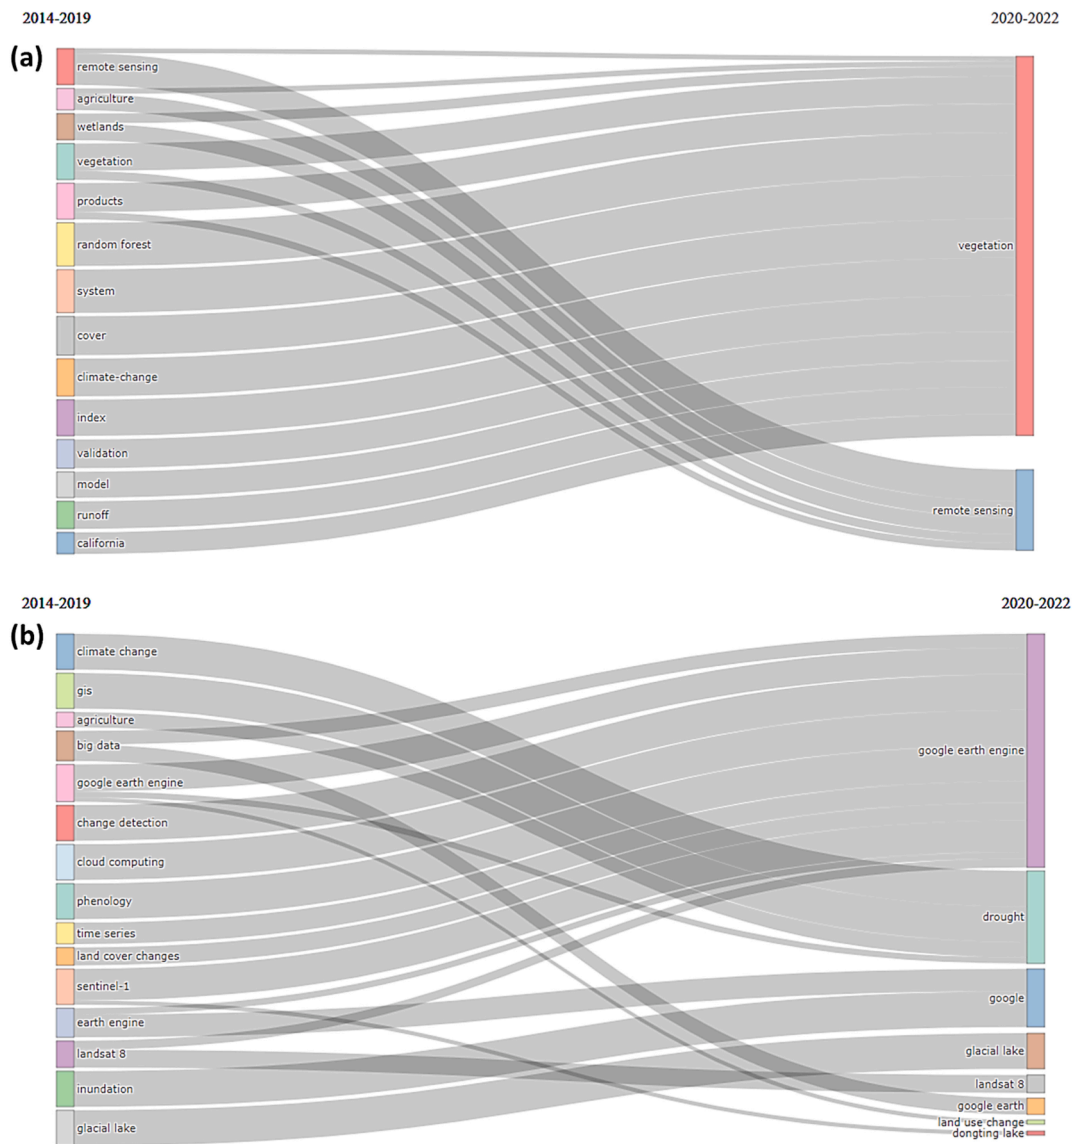 2014-2019
2020-2022
(a)
remote sensing
agriculture
wetlands
vegetation
products
random forest
system
cover
climate-change
index
validation
model
runoff
california
vegetation
remote sensing
2014-2019
2020-2022
(b)
climate change
gis
agriculture
big data
google earth engine
change detection
cloud computing
phenology
time series
land cover changes
sentinel-1
earth engine
landsat 8
inundation
glacial lake
google earth engine
drought
google
glacial lake
landsat 8
google earth
land use change
dongting lake